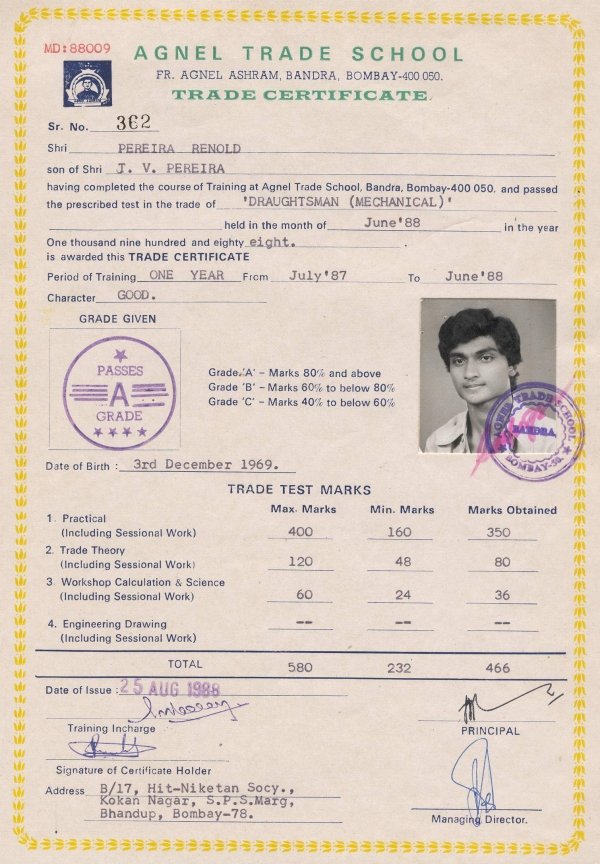 MD:88009
AGNEL TRADE SCHOOL
FR. AGNEL ASHRAM, BANDRA, BOMBAY-400 050.
TRADE CERTIFICATE.
Sr. No. 362
Shri PEREIRA RENOLD
son of Shri J. V. PEREIRA
having completed the course of Training at Agnel Trade School, Bandra, Bombay-400 050. and passed
the prescribed test in the trade of 'DRAUGHTSMAN (MECHANICAL)'
held in the month of June'88 in the year
One thousand nine hundred and eighty eight.
is awarded this TRADE CERTIFICATE
Period of Training ONE YEAR From July'87 To June'88
Character GOOD.
GRADE GIVEN
PASSES
A
GRADE
Grade 'A' - Marks 80% and above
Grade 'B' - Marks 60% to below 80%
Grade 'C' - Marks 40% to below 60%
AGNEL TRADE SCHOOL
BANDRA,
BOMBAY-50.
Date of Birth : 3rd December 1969.
TRADE TEST MARKS
Max. Marks Min. Marks Marks Obtained
1. Practical
(Including Sessional Work) 400 160 350
2. Trade Theory
(Including Sessional Work) 120 48 80
3. Workshop Calculation & Science
(Including Sessional Work) 60 24 36
4. Engineering Drawing -- -- --
(Including Sessional Work)
TOTAL 580 232 466
Date of Issue : 25 AUG 1988
Training Incharge
PRINCIPAL
Signature of Certificate Holder
Address B/17, Hit-Niketan Socy.,
Kokan Nagar, S.P.S.Marg,
Bhandup, Bombay-78.
Managing Director.